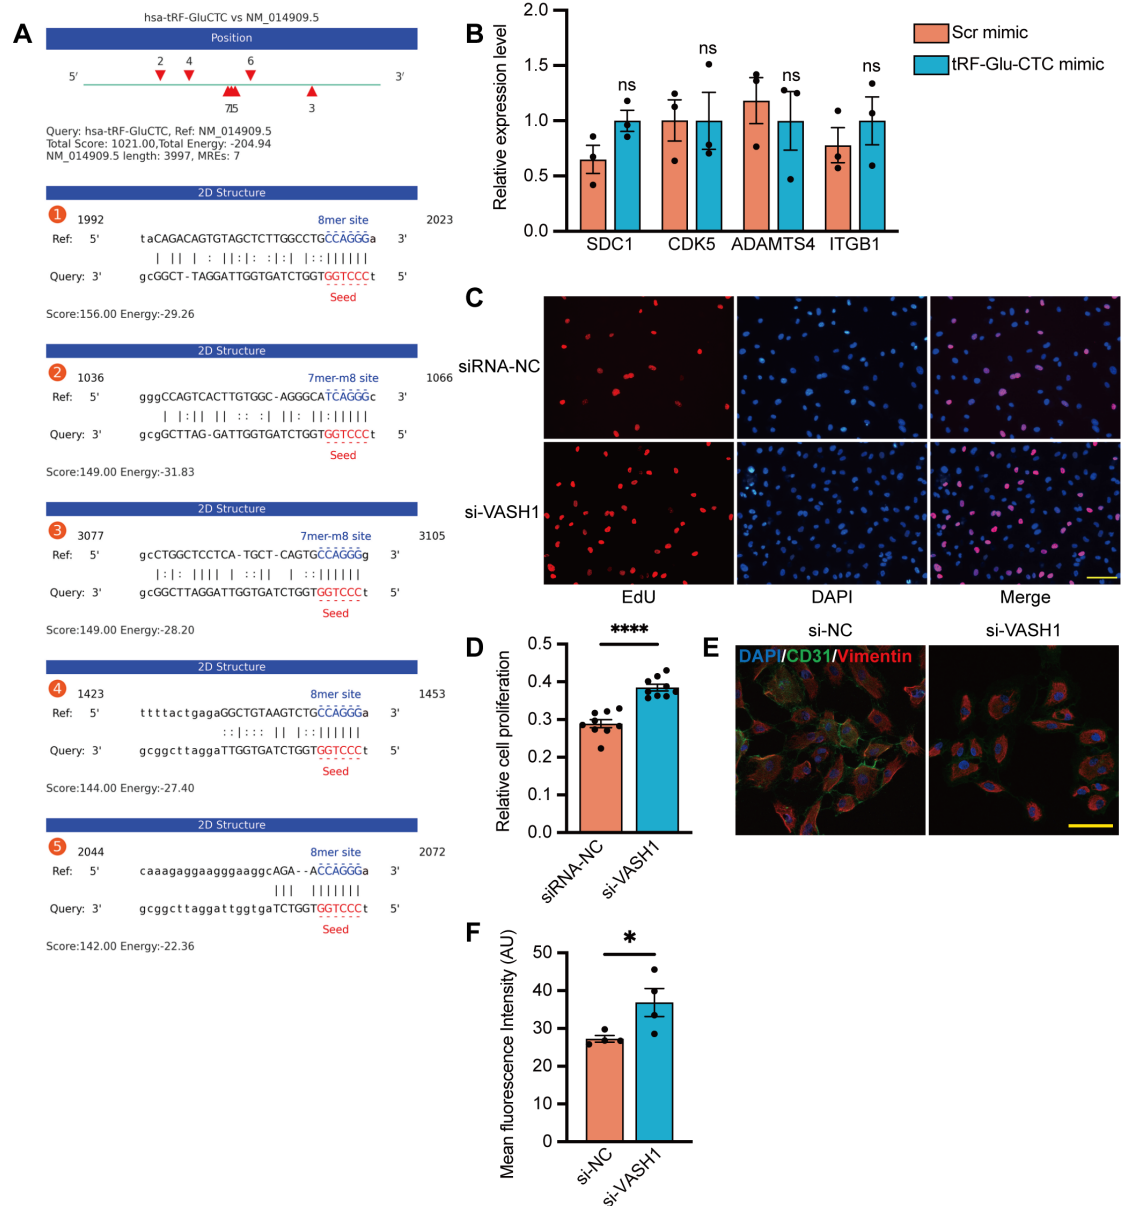 A
hsa-tRF-GluCTC vs NM_014909.5
Position
2 4 6
5′ 3′
7 1 5 3
Query: hsa-tRF-GluCTC, Ref: NM_014909.5
Total Score: 1021.00,Total Energy: -204.94
NM_014909.5 length: 3997, MREs: 7
2D Structure
1
1992 8mer site 2023
Ref: 5' taCAGACAGTGTAGCTCTTGGCCTGCCAGGGa 3'
Query: 3' gcGGCT-TAGGATTGGTGATCTGGTGGTCCCt 5'
Seed
Score:156.00 Energy:-29.26
2D Structure
2
1036 7mer-m8 site 1066
Ref: 5' gggCCAGTCACTTGTGGC-AGGGCATCAGGGc 3'
Query: 3' gcgGCTTAG-GATTGGTGATCTGGTGGTCCCt 5'
Seed
Score:149.00 Energy:-31.83
2D Structure
3
3077 7mer-m8 site 3105
Ref: 5' gcCTGGCTCCTCA-TGCT-CAGTGCCAGGGg 3'
Query: 3' gcGGCTTAGGATTGGTGATCTGGTGGTCCCt 5'
Seed
Score:149.00 Energy:-28.20
2D Structure
4
1423 8mer site 1453
Ref: 5' ttttactgagaGGCTGTAAGTCTGCCAGGGa 3'
Query: 3' gcggcttaggaTTGGTGATCTGGTGGTCCCt 5'
Seed
Score:144.00 Energy:-27.40
2D Structure
5
2044 8mer site 2072
Ref: 5' caaagaggaagggaaggcAGA--ACCAGGGa 3'
Query: 3' gcggcttaggattggtgaTCTGGTGGTCCCt 5'
Seed
Score:142.00 Energy:-22.36
B
Relative expression level
2.0
1.5
1.0
0.5
0.0
ns ns ns ns
SDC1 CDK5 ADAMTS4 ITGB1
Scr mimic
tRF-Glu-CTC mimic
C
siRNA-NC
si-VASH1
EdU DAPI Merge
D
Relative cell proliferation
0.5
0.4
0.3
0.2
0.1
0.0
****
siRNA-NC si-VASH1
E
si-NC si-VASH1
DAPI/CD31/Vimentin
F
Mean fluorescence Intensity (AU)
50
40
30
20
10
0
*
si-NC si-VASH1